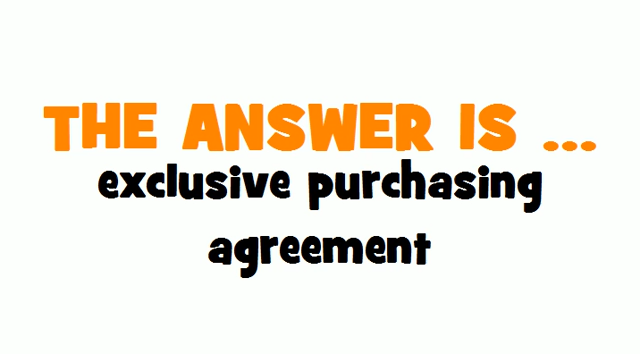 THE ANSWER IS ...
exclusive purchasing
agreement